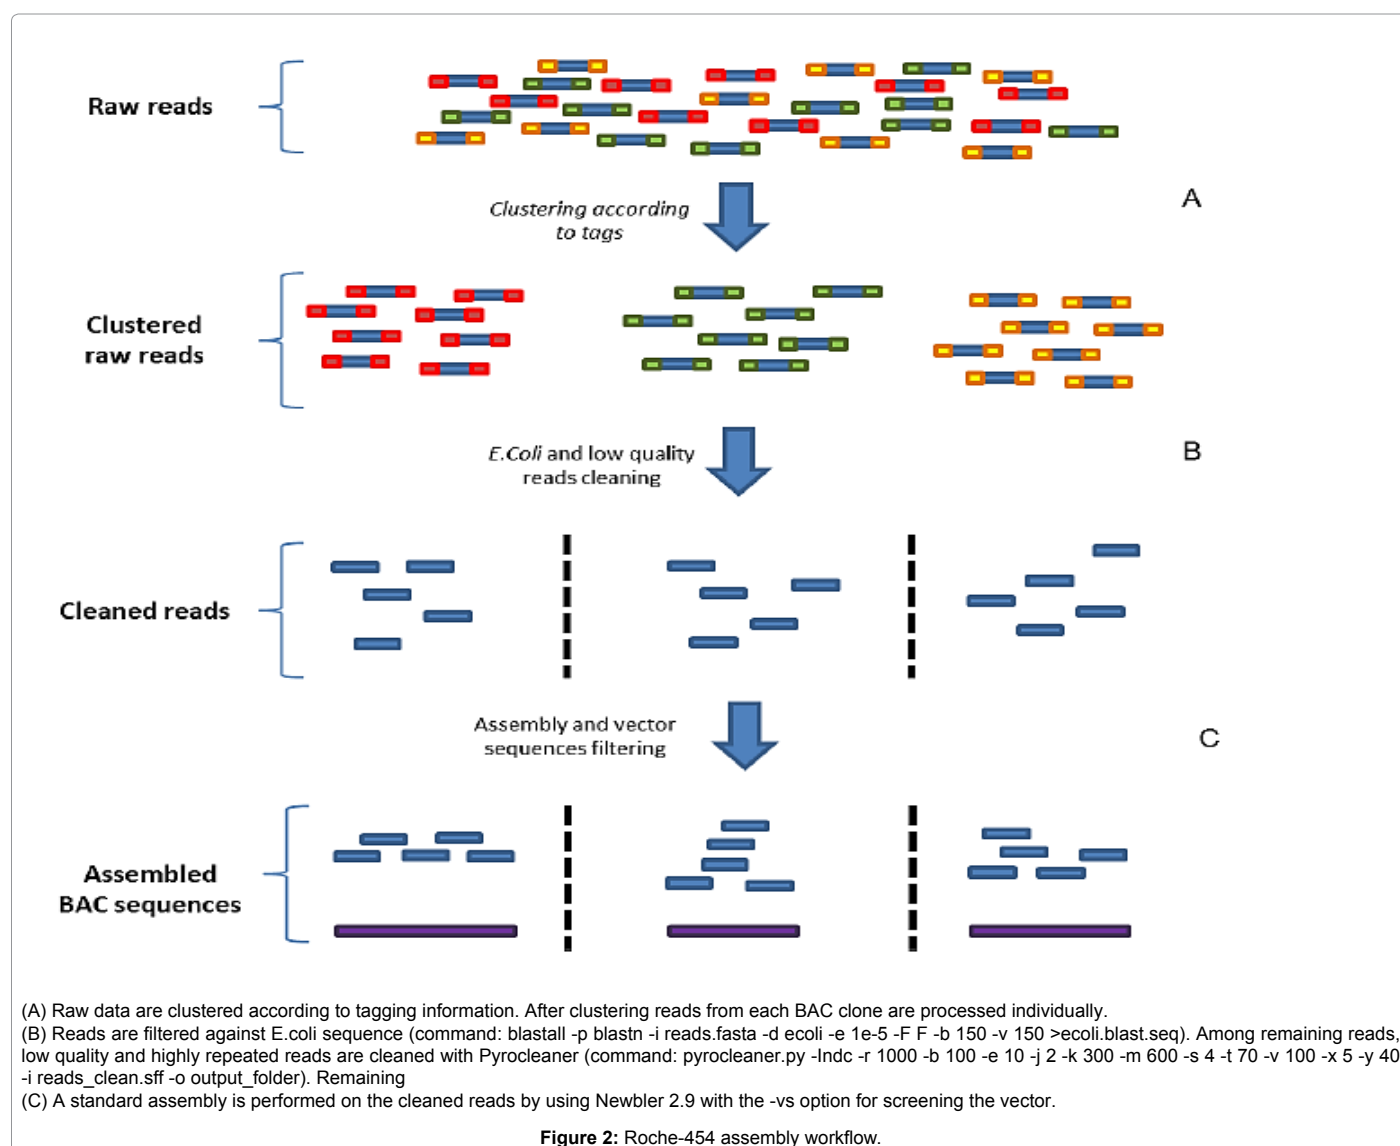 Raw reads
A
Clustering according
to tags
Clustered
raw reads
B
E.Coli and low quality
reads cleaning
Cleaned reads
Assembly and vector
sequences filtering
C
Assembled
BAC sequences
(A) Raw data are clustered according to tagging information. After clustering reads from each BAC clone are processed individually.
(B) Reads are filtered against E.coli sequence (command: blastall -p blastn -i reads.fasta -d ecoli -e 1e-5 -F F -b 150 -v 150 >ecoli.blast.seq). Among remaining reads,
low quality and highly repeated reads are cleaned with Pyrocleaner (command: pyrocleaner.py -lndc -r 1000 -b 100 -e 10 -j 2 -k 300 -m 600 -s 4 -t 70 -v 100 -x 5 -y 40
-i reads_clean.sff -o output_folder). Remaining
(C) A standard assembly is performed on the cleaned reads by using Newbler 2.9 with the -vs option for screening the vector.
Figure 2: Roche-454 assembly workflow.